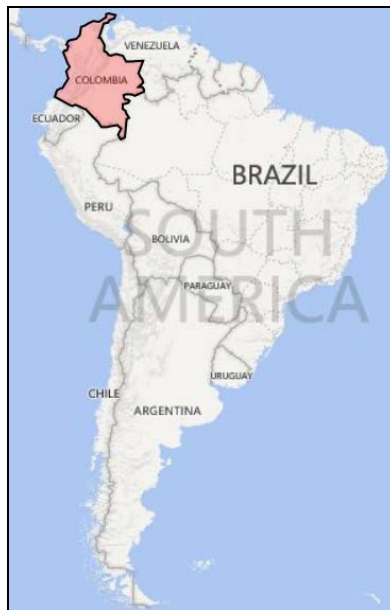 VENEZUELA
COLOMBIA
ECUADOR
BRAZIL
PERU
SOUTH
BOLIVIA
PARAGUAY
AMERICA
URUGUAY
CHILE
ARGENTINA